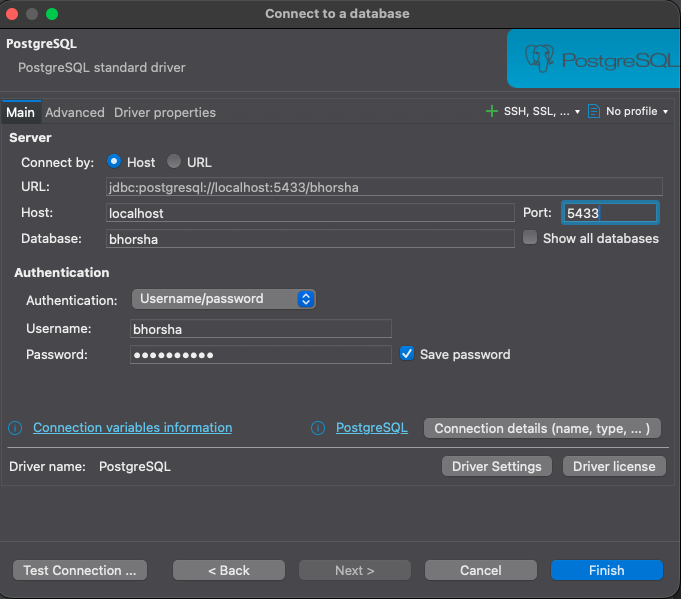 Connect to a database
PostgreSQL
PostgreSQL standard driver
PostgreSQL
Main Advanced Driver properties SSH, SSL, ... No profile
Server
Connect by: Host URL
URL: jdbc:postgresql://localhost:5433/bhorsha
Host: localhost Port: 5433
Database: bhorsha Show all databases
Authentication
Authentication: Username/password
Username: bhorsha
Password: ●●●●●●●●●● Save password
Connection variables information PostgreSQL Connection details (name, type, ... )
Driver name: PostgreSQL Driver Settings Driver license
Test Connection ... < Back Next > Cancel Finish